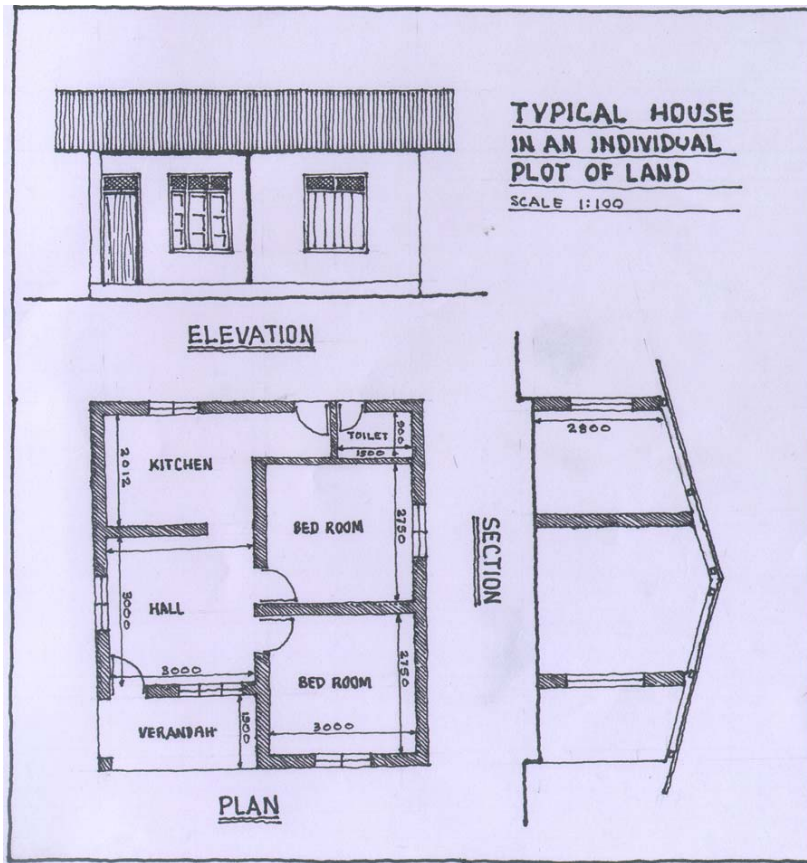 TYPICAL HOUSE
IN AN INDIVIDUAL
PLOT OF LAND
SCALE 1:100
ELEVATION
KITCHEN
2012
TOILET
900
1500
BED ROOM
2750
HALL
3000
3000
BED ROOM
2750
3000
VERANDAH
1500
PLAN
2800
SECTION